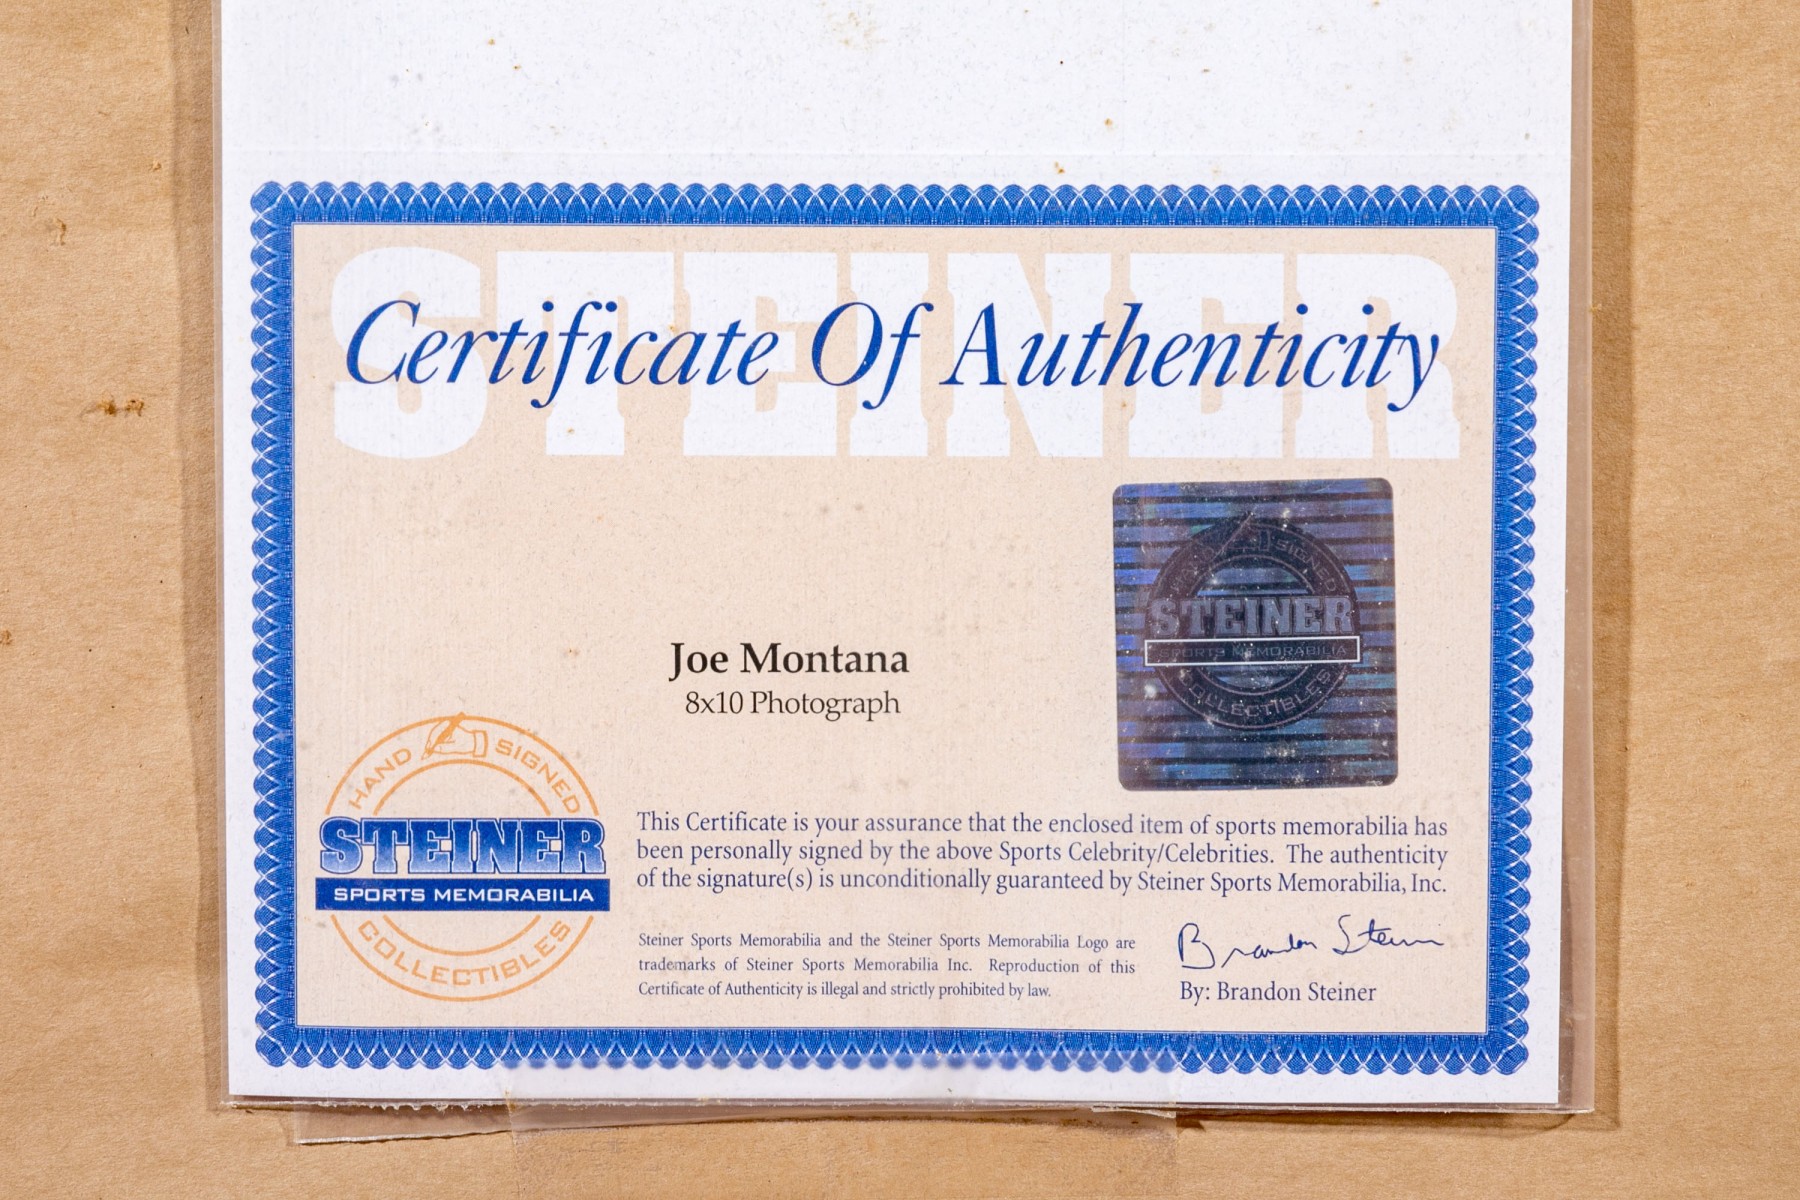 STEINER
Certificate Of Authenticity
SIGNED
STEINER
SPORTS MEMORABILIA
COLLECTIBLES
Joe Montana
8x10 Photograph
HAND SIGNED
STEINER
SPORTS MEMORABILIA
COLLECTIBLES
This Certificate is your assurance that the enclosed item of sports memorabilia has
been personally signed by the above Sports Celebrity/Celebrities. The authenticity
of the signature(s) is unconditionally guaranteed by Steiner Sports Memorabilia, Inc.
Steiner Sports Memorabilia and the Steiner Sports Memorabilia Logo are
trademarks of Steiner Sports Memorabilia Inc. Reproduction of this
Certificate of Authenticity is illegal and strictly prohibited by law.
Brandon Steiner
By: Brandon Steiner